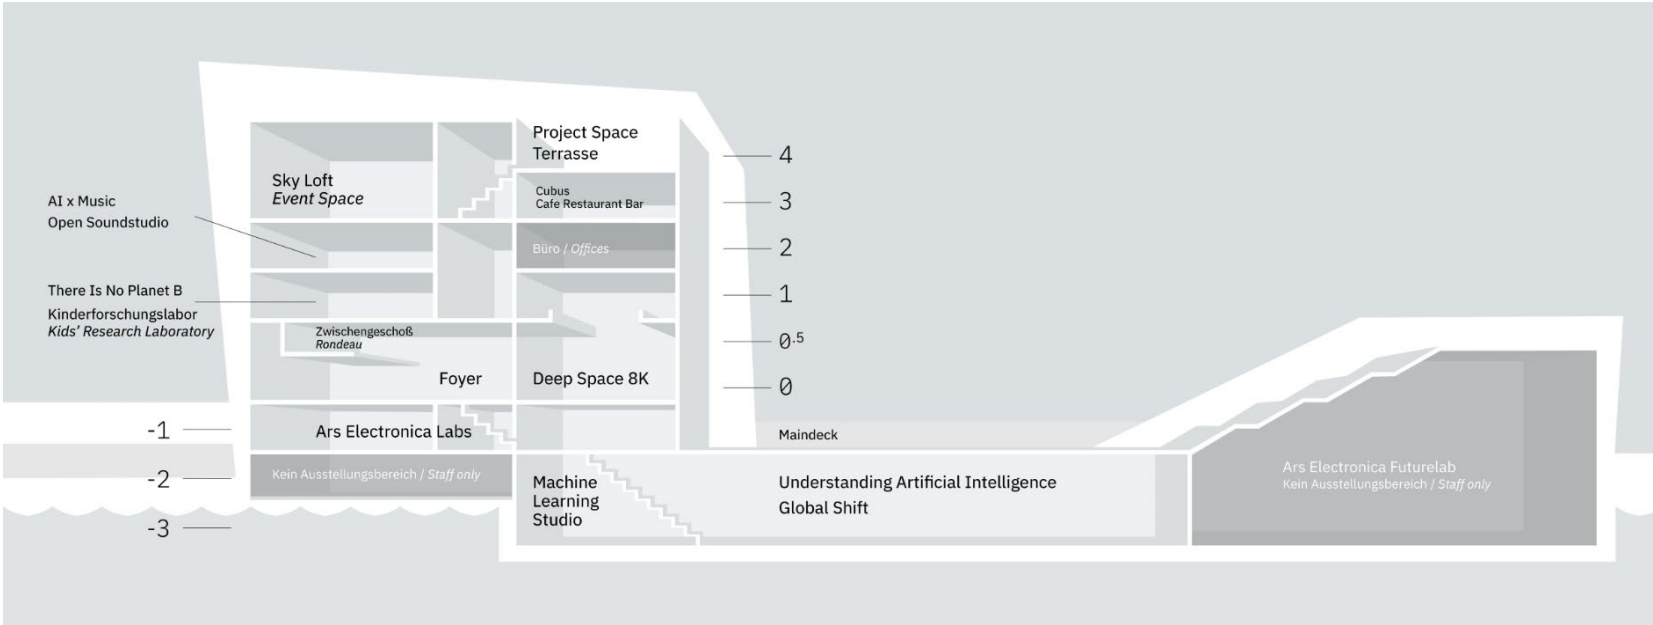 AI x Music
Open Soundstudio
There Is No Planet B
Kinderforschungslabor
Kids’ Research Laboratory
-1
-2
-3
Sky Loft
Event Space
Zwischengeschoß
Rondeau
Foyer
Ars Electronica Labs
Kein Ausstellungsbereich / Staff only
Project Space
Terrasse
Cubus
Cafe Restaurant Bar
Büro / Offices
Deep Space 8K
Machine
Learning
Studio
4
3
2
1
0.5
0
Maindeck
Understanding Artificial Intelligence
Global Shift
Ars Electronica Futurelab
Kein Ausstellungsbereich / Staff only